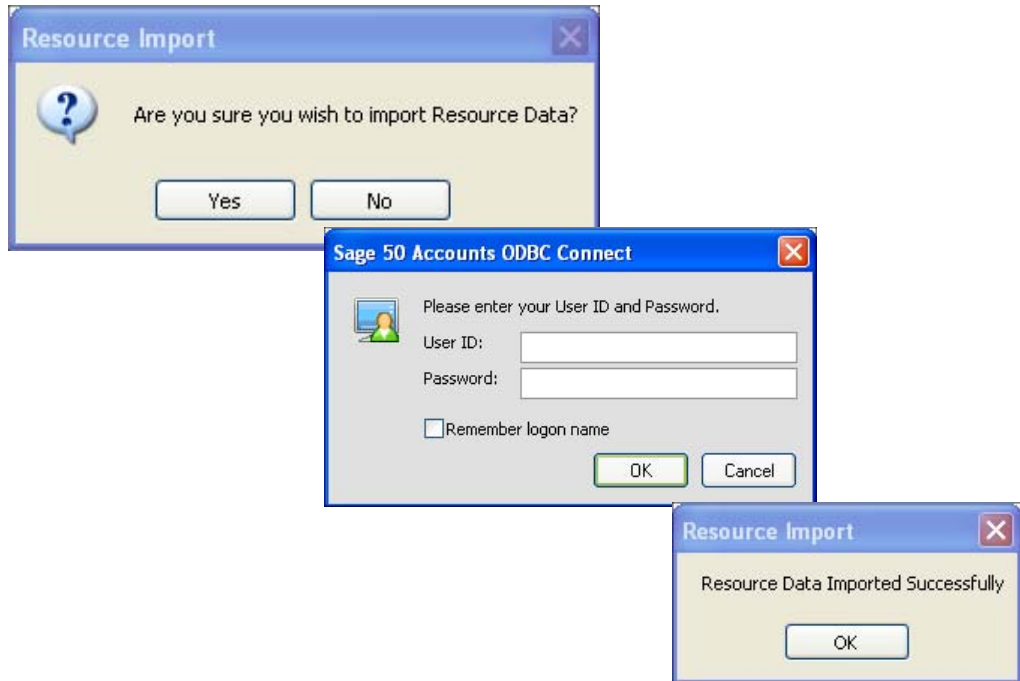 Resource Import
Are you sure you wish to import Resource Data?
Yes No
Sage 50 Accounts ODBC Connect
Please enter your User ID and Password.
User ID:
Password:
Remember logon name
OK Cancel
Resource Import
Resource Data Imported Successfully
OK